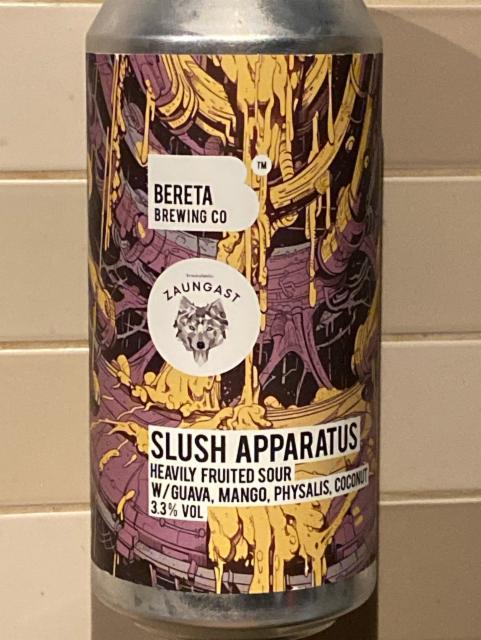 BERETA
BREWING CO
TM
ZAUNGAST
SLUSH APPARATUS
HEAVILY FRUITED SOUR
W/GUAVA, MANGO, PHYSALIS, COCONUT
3.3% VOL